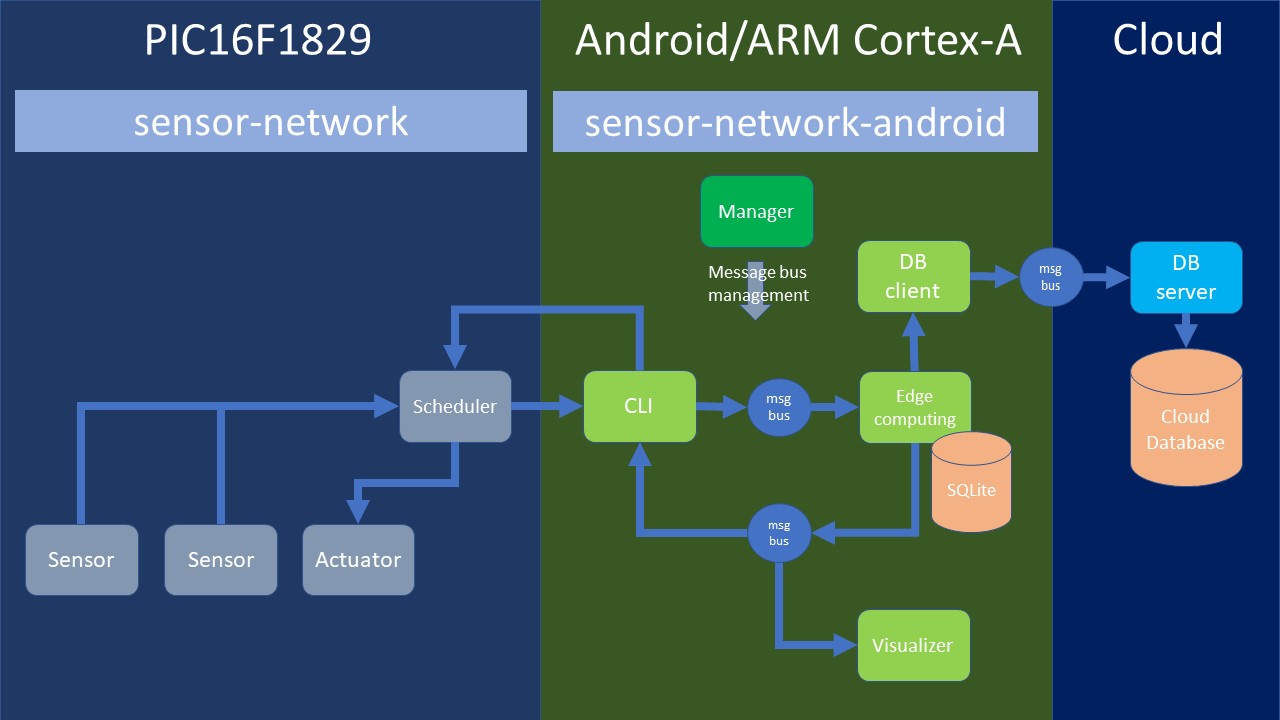 PIC16F1829
Android/ARM Cortex-A
Cloud
sensor-network
sensor-network-android
Manager
Message bus
management
DB
client
msg
bus
DB
server
Scheduler
CLI
msg
bus
Edge
computing
SQLite
Cloud
Database
Sensor
Sensor
Actuator
msg
bus
Visualizer